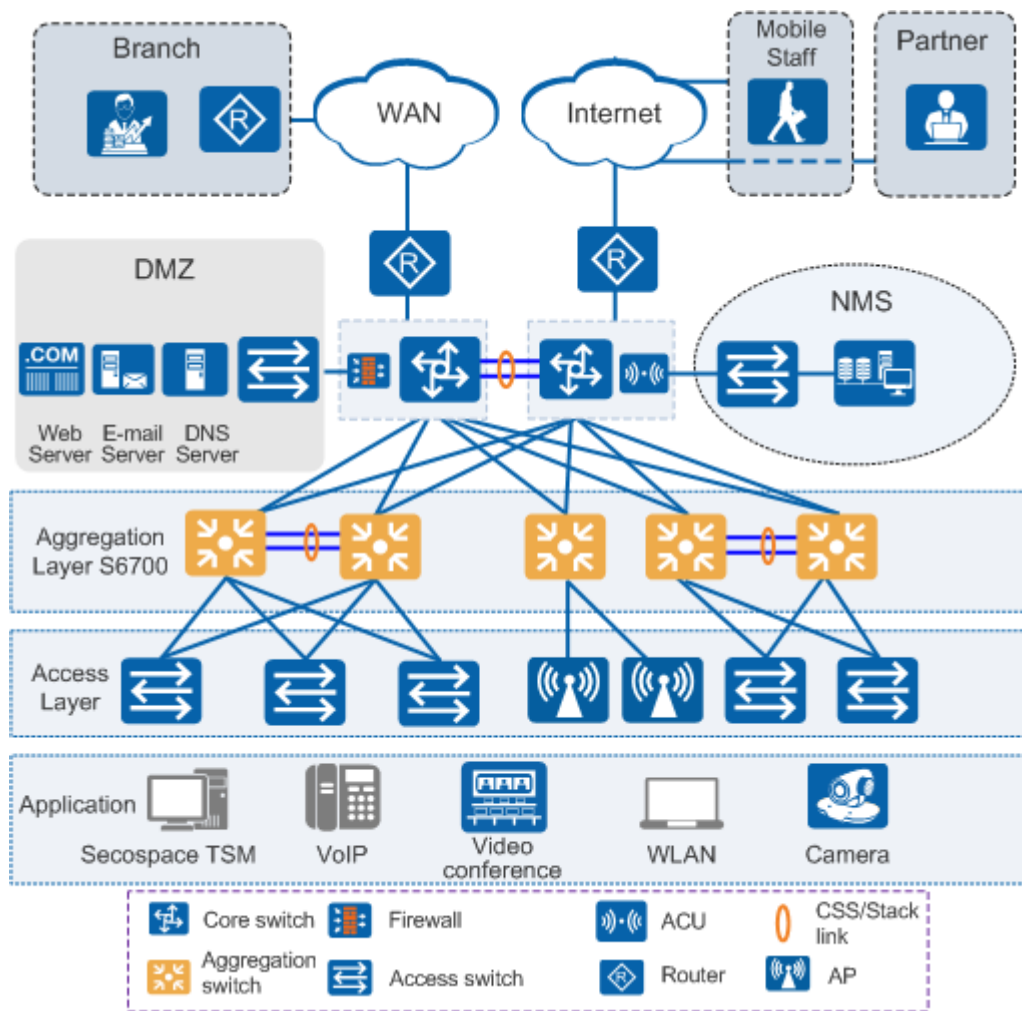 Branch
WAN
Internet
Mobile
Staff
Partner
R
R
R
DMZ
NMS
.COM
Web
Server
E-mail
Server
DNS
Server
Aggregation
Layer S6700
Access
Layer
Application
Secospace TSM
VoIP
Video
conference
WLAN
Camera
Core switch
Firewall
ACU
CSS/Stack
link
Aggregation
switch
Access switch
R
Router
AP